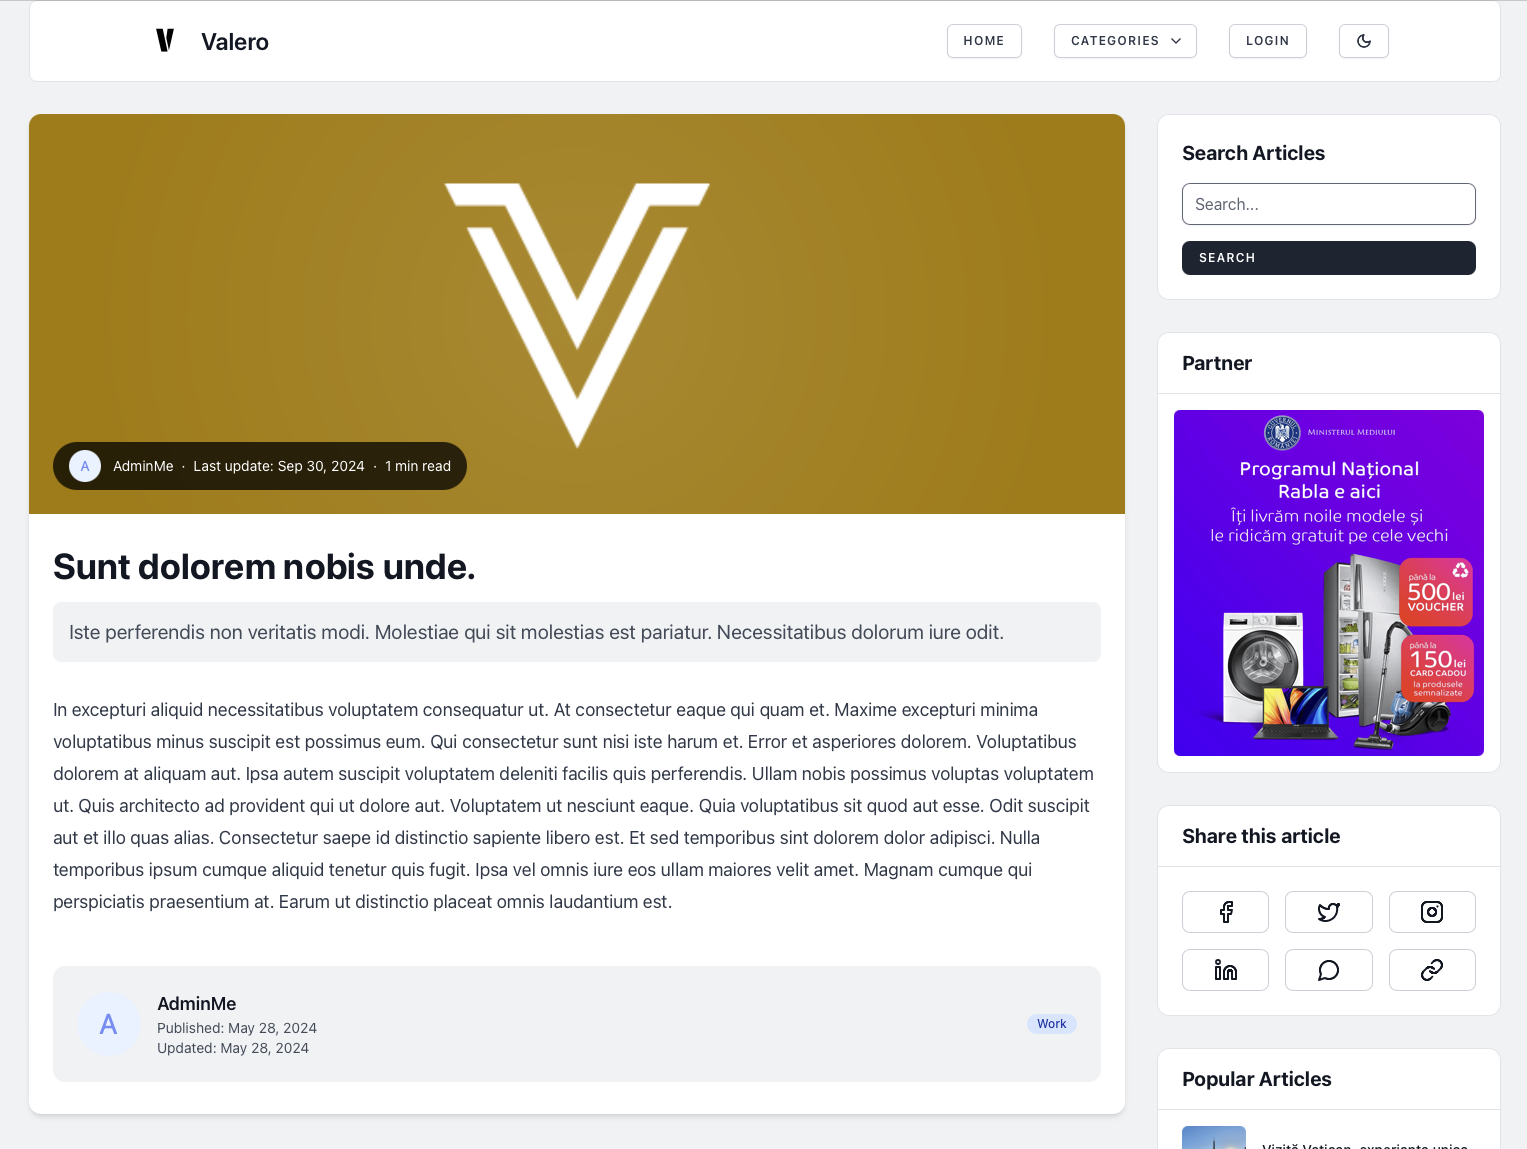 Valero
HOME
CATEGORIES
LOGIN
A
AdminMe · Last update: Sep 30, 2024 · 1 min read
Sunt dolorem nobis unde.
Iste perferendis non veritatis modi. Molestiae qui sit molestias est pariatur. Necessitatibus dolorum iure odit.
In excepturi aliquid necessitatibus voluptatem consequatur ut. At consectetur eaque qui quam et. Maxime excepturi minima
voluptatibus minus suscipit est possimus eum. Qui consectetur sunt nisi iste harum et. Error et asperiores dolorem. Voluptatibus
dolorem at aliquam aut. Ipsa autem suscipit voluptatem deleniti facilis quis perferendis. Ullam nobis possimus voluptas voluptatem
ut. Quis architecto ad provident qui ut dolore aut. Voluptatem ut nesciunt eaque. Quia voluptatibus sit quod aut esse. Odit suscipit
aut et illo quas alias. Consectetur saepe id distinctio sapiente libero est. Et sed temporibus sint dolorem dolor adipisci. Nulla
temporibus ipsum cumque aliquid tenetur quis fugit. Ipsa vel omnis iure eos ullam maiores velit amet. Magnam cumque qui
perspiciatis praesentium at. Earum ut distinctio placeat omnis laudantium est.
A
AdminMe
Published: May 28, 2024
Updated: May 28, 2024
Work
Search Articles
Search...
SEARCH
Partner
MINISTERUL MEDIULUI
Programul Național
Rabla e aici
Îți livrăm noile modele și
le ridicăm gratuit pe cele vechi
până la
500 lei
VOUCHER
până la
150 lei
CARD CADOU
la produsele
semnalizate
Share this article
Popular Articles